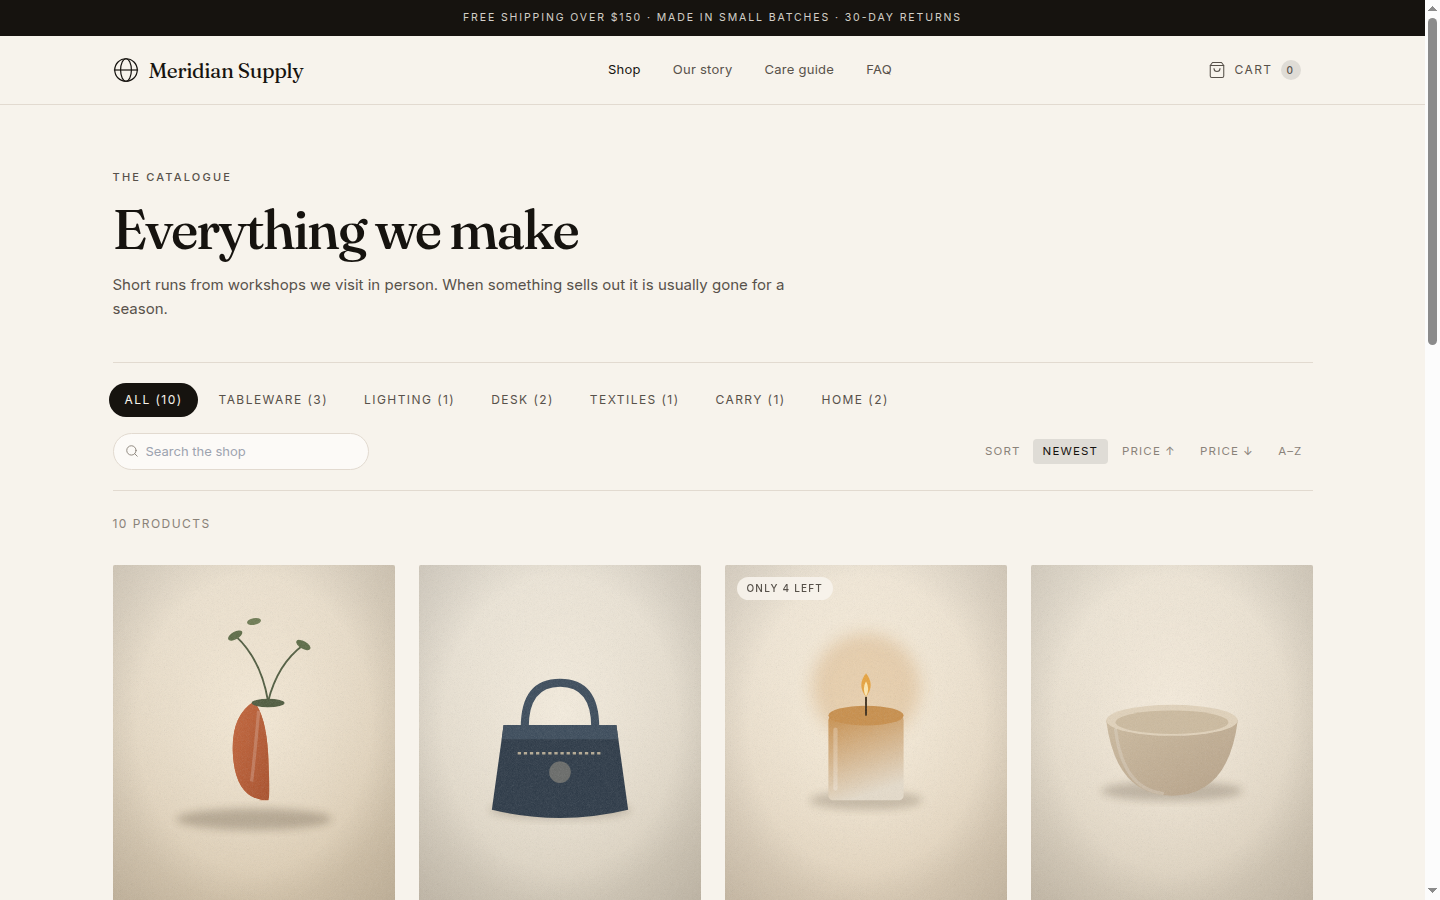 FREE SHIPPING OVER $150 · MADE IN SMALL BATCHES · 30-DAY RETURNS
Meridian Supply
Shop
Our story
Care guide
FAQ
CART 0
THE CATALOGUE
Everything we make
Short runs from workshops we visit in person. When something sells out it is usually gone for a
season.
ALL (10)
TABLEWARE (3)
LIGHTING (1)
DESK (2)
TEXTILES (1)
CARRY (1)
HOME (2)
Search the shop
SORT
NEWEST
PRICE ↑
PRICE ↓
A–Z
10 PRODUCTS
ONLY 4 LEFT